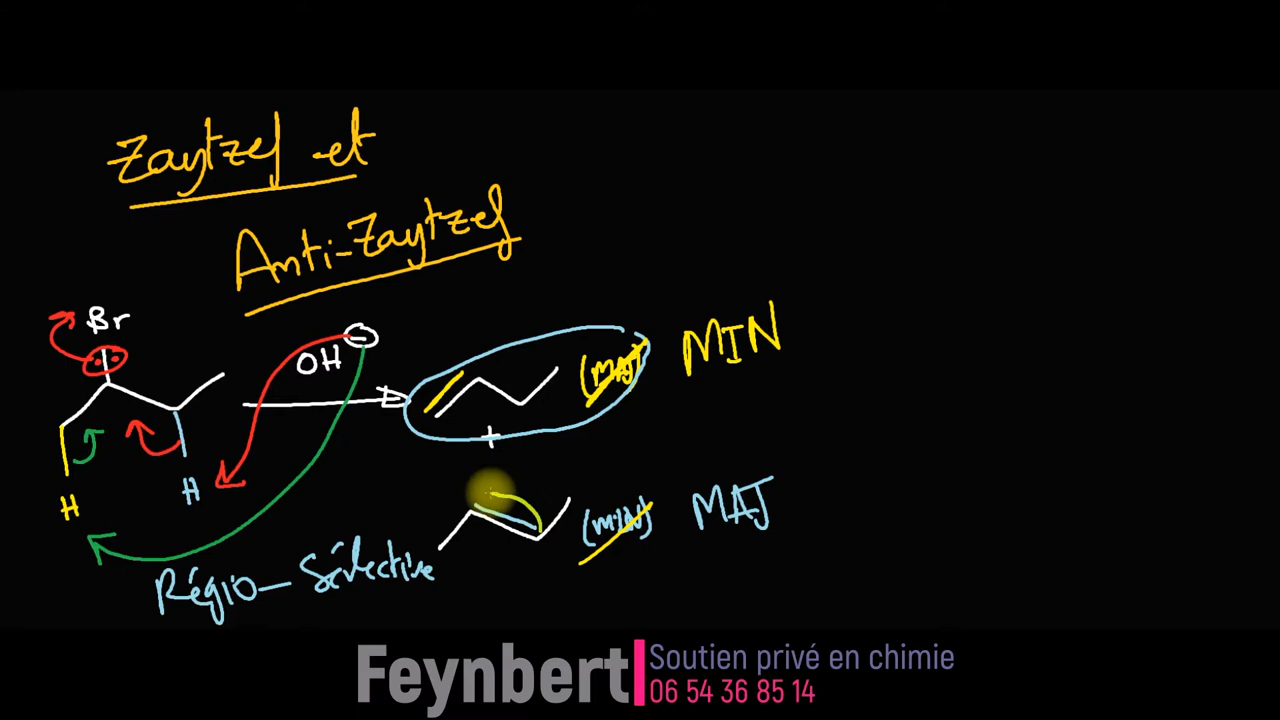 Zaytzef et
Anti-Zaytzef
Br
OH
H
H
(MAJ)
MIN
+
(MIN)
MAJ
Régio-Sélective
Feynbert
Soutien privé en chimie
06 54 36 85 14